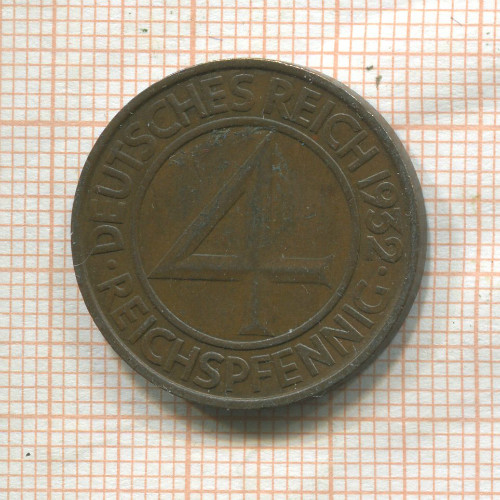 DEUTSCHES REICH 1932
4
REICHSPFENNIG